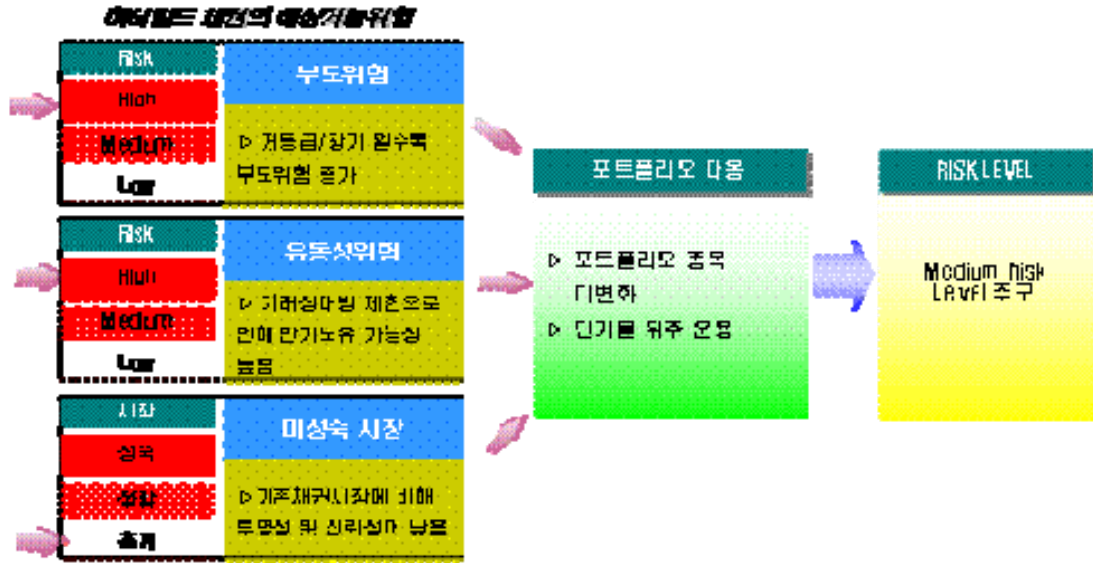 하이일드 채권의 예상가능위험
Risk
High
Medium
Low
부도위험
▷ 저등급/장기 일수록
부도위험 증가
Risk
High
Medium
Low
유동성위험
▷ 거래상대방 제한으로
인해 만기보유 가능성
높음
시장
성숙
성장
초기
미성숙 시장
▷ 기존채권시장에 비해
투명성 및 신뢰성이 낮음
포트폴리오 다양
▷ 포트폴리오 종목
다변화
▷ 단기물 위주 운용
RISK LEVEL
Medium Risk
Level 추구